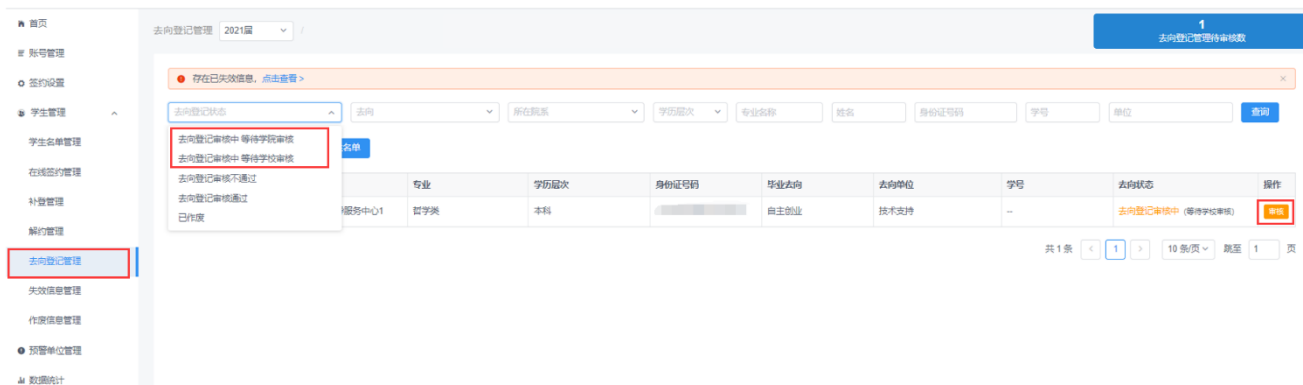 首页
账号管理
签约设置
学生管理
学生名单管理
在线签约管理
补登管理
解约管理
去向登记管理
失效信息管理
作废信息管理
预警单位管理
数据统计
去向登记管理 2021届 /
1
去向登记管理待审核数
存在已失效信息，点击查看 >
去向登记状态 去向 所在院系 学历层次 专业名称 姓名 身份证号码 学号 单位 查询
去向登记审核中 等待学院审核
去向登记审核中 等待学校审核
去向登记审核不通过
去向登记审核通过
已作废
名单
专业 学历层次 身份证号码 毕业去向 去向单位 学号 去向状态 操作
服务中心1 哲学类 本科 自主创业 技术支持 -- 去向登记审核中 (等待学校审核) 审核
共 1 条 < 1 > 10 条/页 跳至 1 页